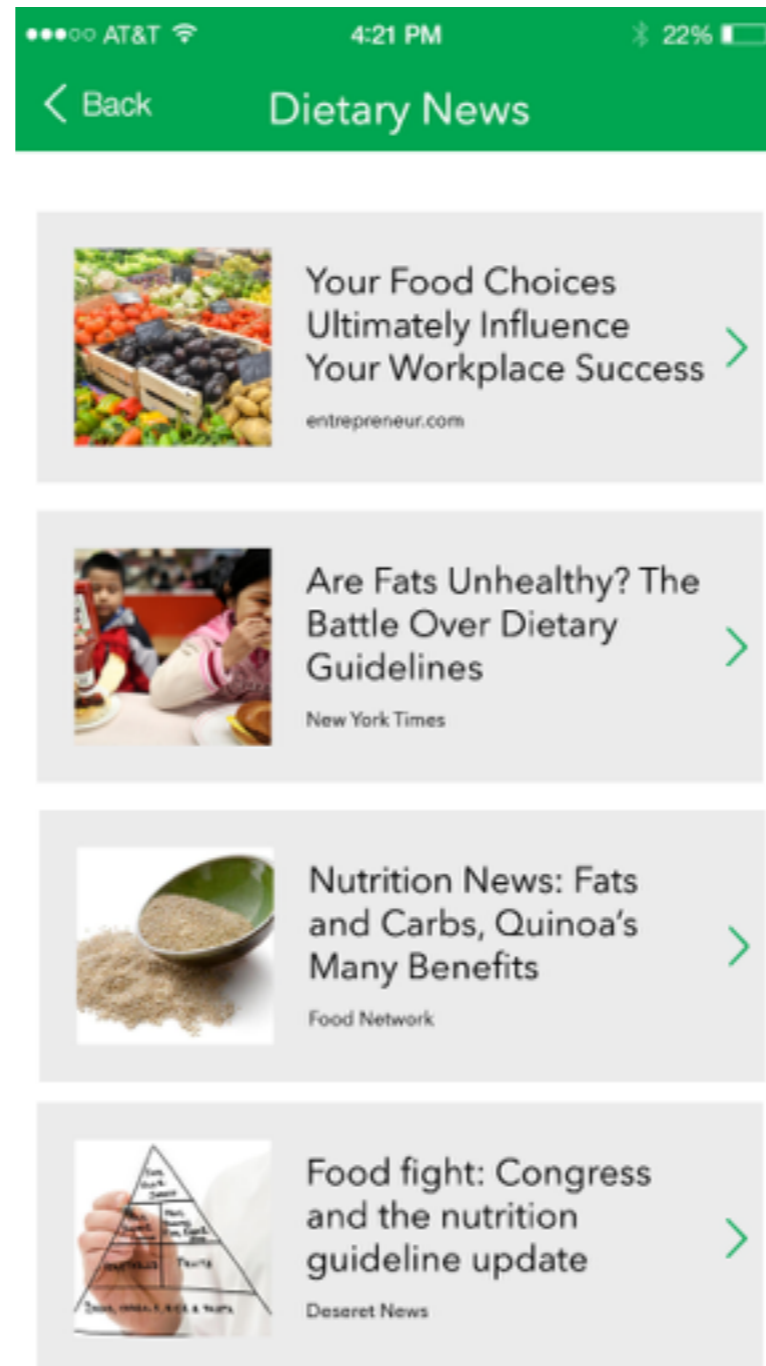 AT&T 4:21 PM 22%
Back Dietary News
Your Food Choices
Ultimately Influence
Your Workplace Success
entrepreneur.com
Are Fats Unhealthy? The
Battle Over Dietary
Guidelines
New York Times
Nutrition News: Fats
and Carbs, Quinoa's
Many Benefits
Food Network
Food fight: Congress
and the nutrition
guideline update
Deseret News